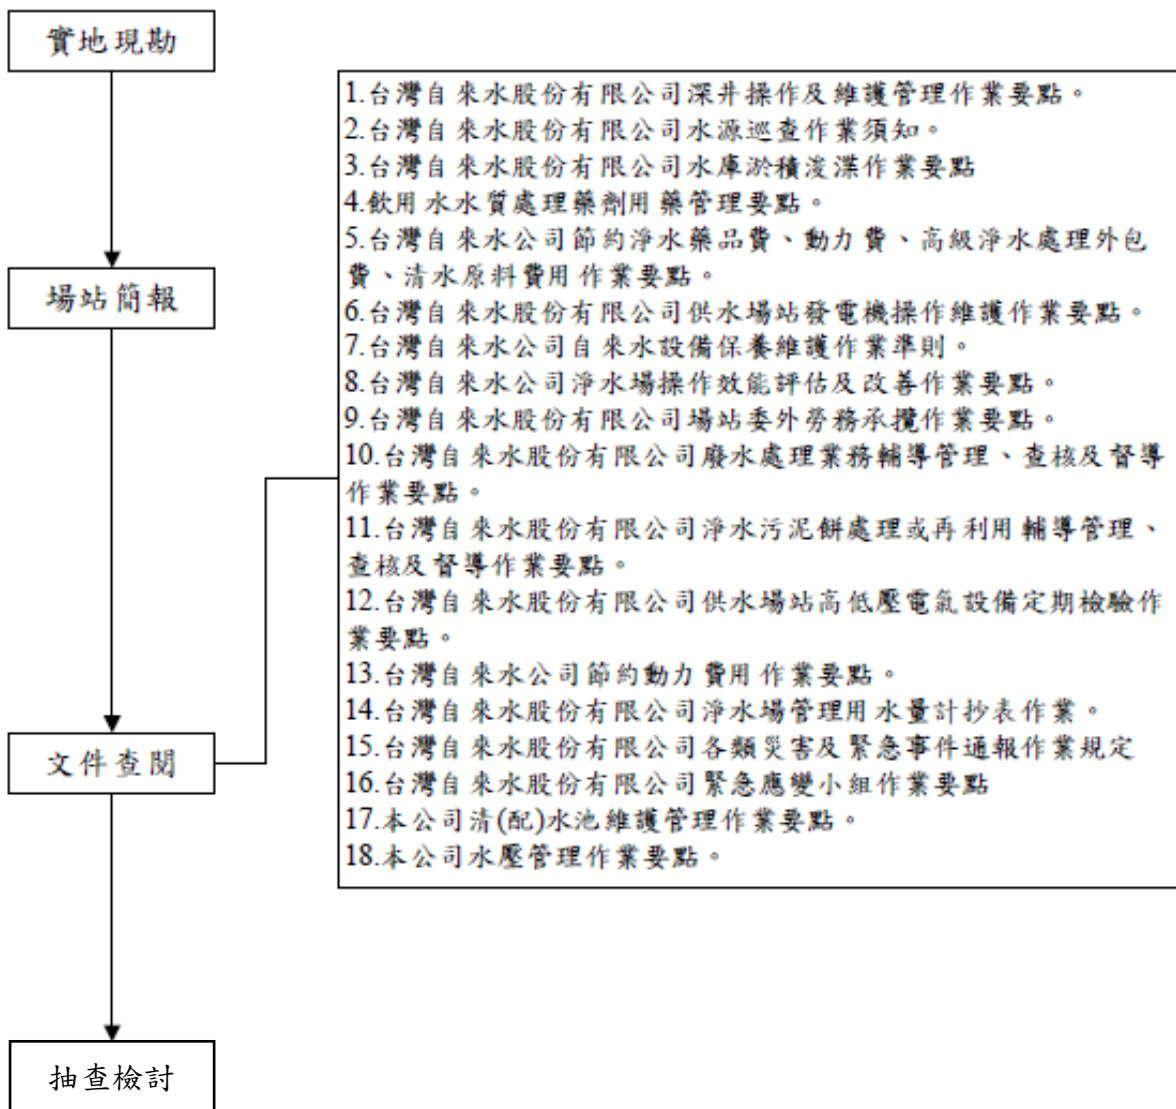 實地現勘
1.台灣自來水股份有限公司深井操作及維護管理作業要點。
2.台灣自來水股份有限公司水源巡查作業須知。
3.台灣自來水股份有限公司水庫淤積浚渫作業要點
4.飲用水水質處理藥劑用藥管理要點。
5.台灣自來水公司節約淨水藥品費、動力費、高級淨水處理外包
費、清水原料費用作業要點。
場站簡報
6.台灣自來水股份有限公司供水場站發電機操作維護作業要點。
7.台灣自來水公司自來水設備保養維護作業準則。
8.台灣自來水公司淨水場操作效能評估及改善作業要點。
9.台灣自來水股份有限公司場站委外勞務承攬作業要點。
10.台灣自來水股份有限公司廢水處理業務輔導管理、查核及督導
作業要點。
11.台灣自來水股份有限公司淨水污泥餅處理或再利用輔導管理、
查核及督導作業要點。
12.台灣自來水股份有限公司供水場站高低壓電氣設備定期檢驗作
業要點。
13.台灣自來水公司節約動力費用作業要點。
14.台灣自來水股份有限公司淨水場管理用水量計抄表作業。
15.台灣自來水股份有限公司各類災害及緊急事件通報作業規定
文件查閱
16.台灣自來水股份有限公司緊急應變小組作業要點
17.本公司清(配)水池維護管理作業要點。
18.本公司水壓管理作業要點。
抽查檢討